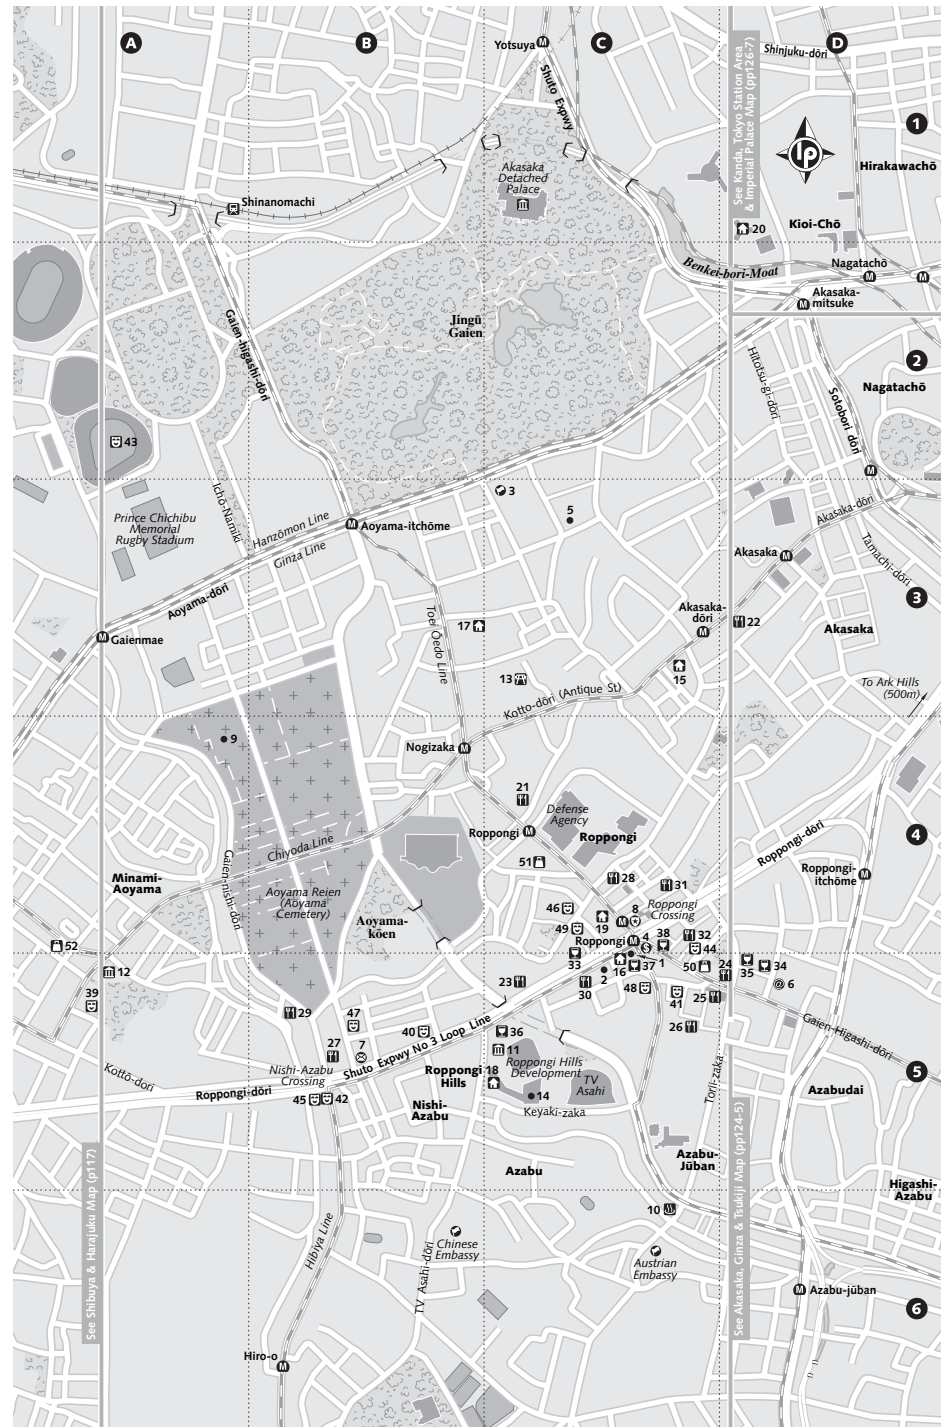 A
B
C
D
Yotsuya
M
Shinjuku-dōri
Shuto Expwy
See Kanda, Tokyo Station Area
& Imperial Palace Map (pp126-7)
1
lp
Hirakawachō
Akasaka
Detached
Palace
Shinanomachi
Kioi-Chō
20
Nagatachō
M
M
Benkei-bori-Moat
Akasaka-
mitsuke
M
Jingū
Gaien
Gaien-higashi-dōri
2
Nagatachō
Hitotsu-gi-dōri
Sotobori dōri
43
M
3
5
Ichō-Namiki
Prince Chichibu
Memorial
Rugby Stadium
Hanzōmon Line
M
Aoyama-itchōme
Ginza Line
Akasaka-dōri
Akasaka
M
Tamachi-dōri
3
Aoyama-dōri
Toei Ōedo Line
17
Akasaka-
dōri
M
22
Akasaka
M
Gaienmae
15
13
To Ark Hills
(500m)
Kotto-dōri (Antique St)
9
Nogizaka
M
21
Defense
Agency
Roppongi
M
Roppongi
4
Roppongi-dōri
Chiyoda Line
51
Roppongi-
itchōme
M
Minami-
Aoyama
Gaien-nishi-dōri
Aoyama Reien
(Aoyama
Cemetery)
28
31
Aoyama-
kōen
46
19
8
M
Roppongi
Crossing
49
Roppongi
M
4
38
32
44
52
33
16
37
1
50
24
35
34
12
2
23
30
48
41
25
6
39
29
47
40
36
26
Gaien-Higashi-dōri
27
7
Shuto Expwy No 3 Loop Line
11
Roppongi Hills
Development
Kottō-dori
Nishi-Azabu
Crossing
Roppongi
Hills
18
TV
Asahi
5
Roppongi-dōri
45
42
14
Keyaki-zaka
Torii-zaka
Azabudai
Nishi-
Azabu
See Shibuya & Harajuku Map (p117)
Azabu
Azabu-
Jūban
See Akasaka, Ginza & Tsukiji Map (pp124-5)
Higashi-
Azabu
10
Hibiya Line
Chinese
Embassy
TV Asahi-dōri
Austrian
Embassy
M
Azabu-jūban
6
Hiro-o
M